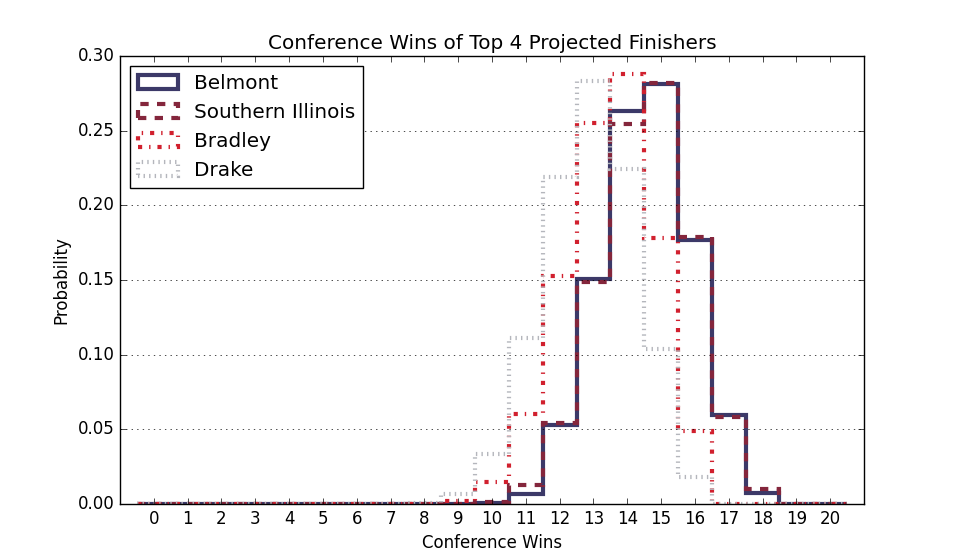 Conference Wins of Top 4 Projected Finishers
0.30
0.25
0.20
0.15
0.10
0.05
0.00
Probability
Belmont
Southern Illinois
Bradley
Drake
0 1 2 3 4 5 6 7 8 9 10 11 12 13 14 15 16 17 18 19 20
Conference Wins